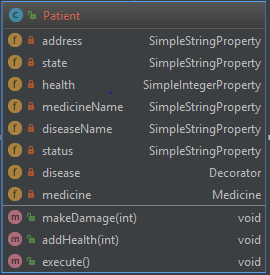 Patient
address SimpleStringProperty
state SimpleStringProperty
health SimpleIntegerProperty
medicineName SimpleStringProperty
diseaseName SimpleStringProperty
status SimpleStringProperty
disease Decorator
medicine Medicine
makeDamage(int) void
addHealth(int) void
execute() void